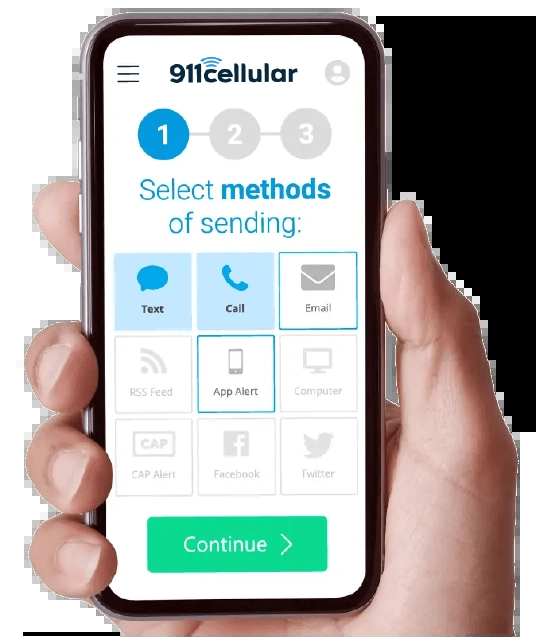 911cellular
1 2 3
Select methods
of sending:
Text Call Email
RSS Feed App Alert Computer
CAP
CAP Alert Facebook Twitter
Continue